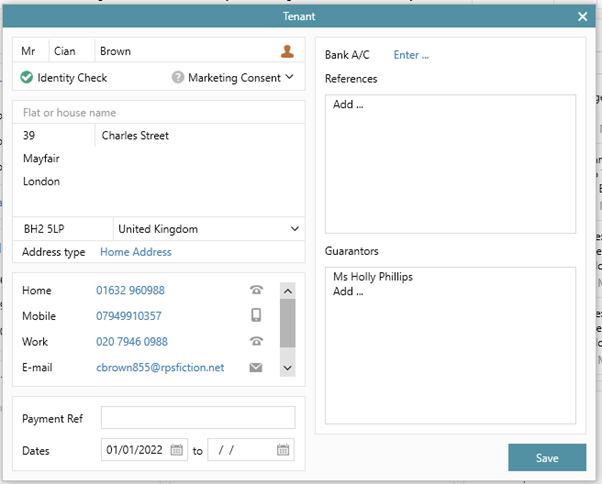 Tenant
Mr Cian Brown
Identity Check Marketing Consent
Flat or house name
39 Charles Street
Mayfair
London
BH2 5LP United Kingdom
Address type Home Address
Home 01632 960988
Mobile 07949910357
Work 020 7946 0988
E-mail cbrown855@rpsfiction.net
Payment Ref
Dates 01/01/2022 to / /
Bank A/C Enter ...
References
Add ...
Guarantors
Ms Holly Phillips
Add ...
Save